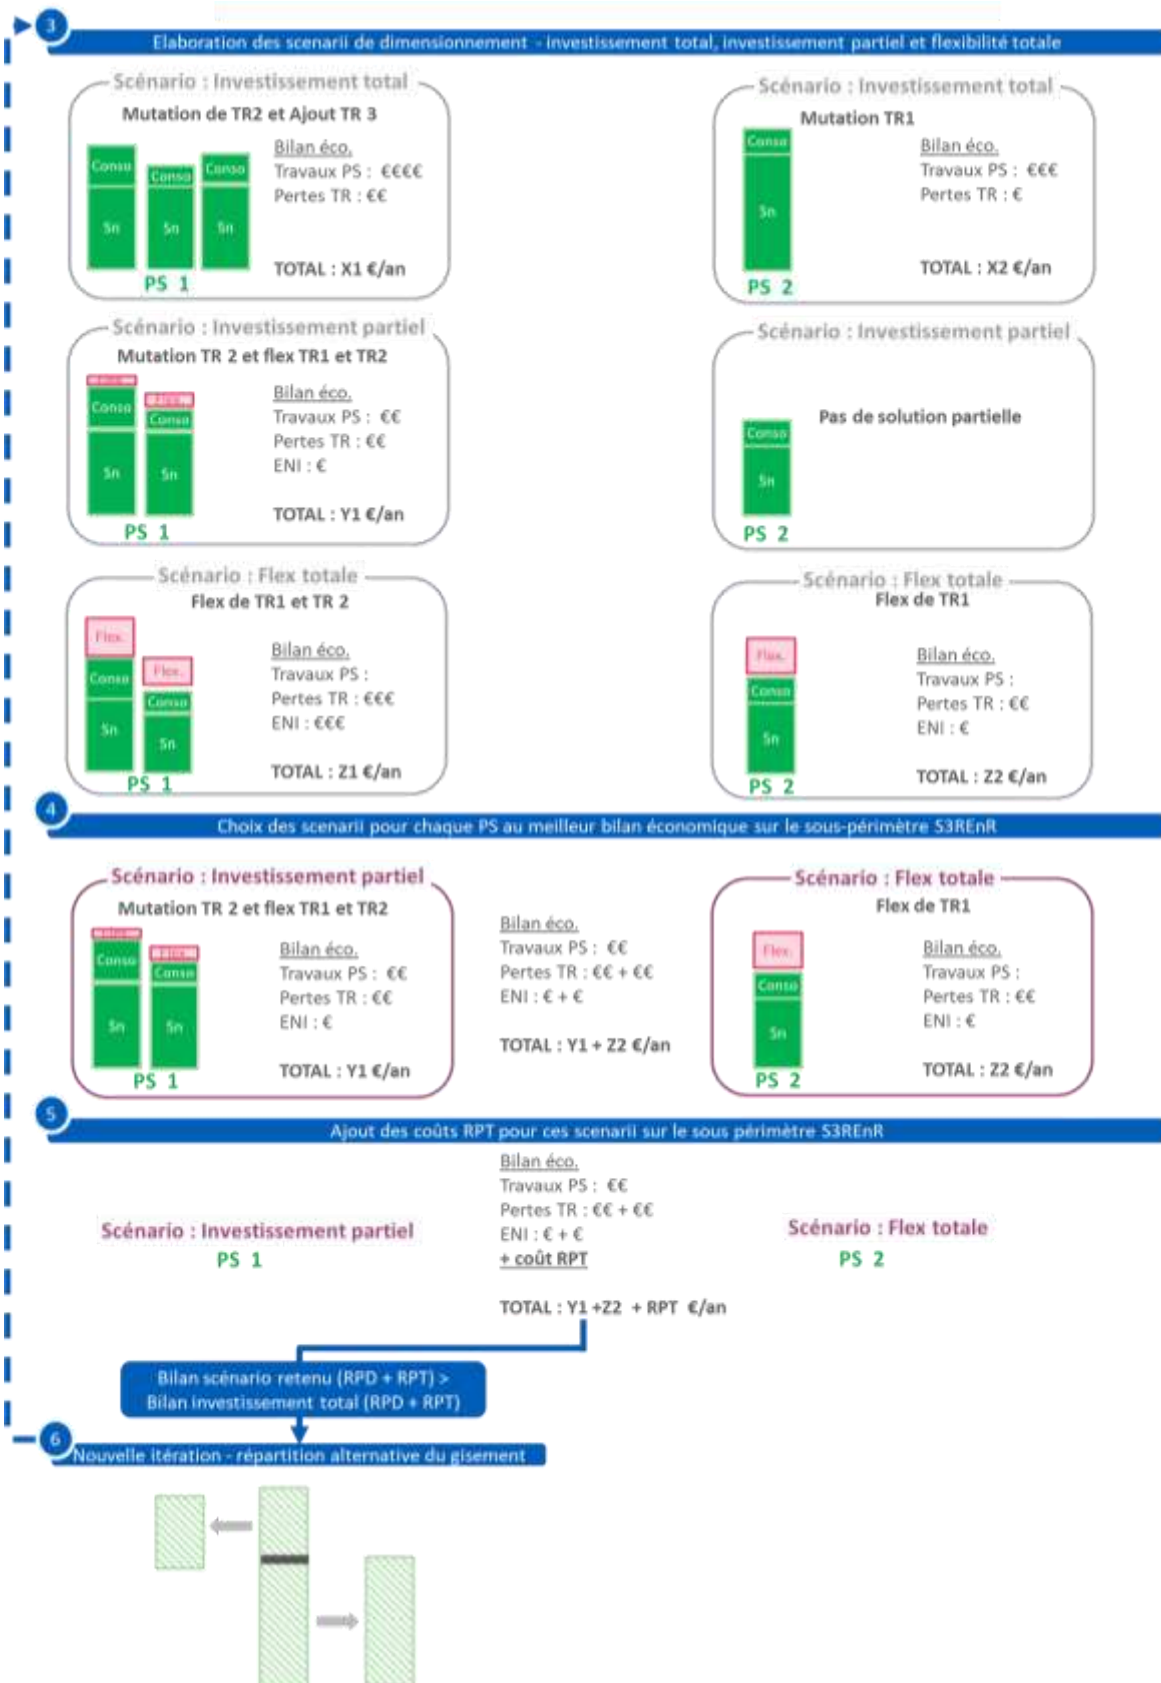 3
Elaboration des scenarii de dimensionnement - investissement total, investissement partiel et flexibilité totale
Scénario : Investissement total
Mutation de TR2 et Ajout TR 3
Bilan éco.
Travaux PS : €€€€
Pertes TR : €€
TOTAL : X1 €/an
Conso
Conso
Conso
Sn
Sn
Sn
PS 1
Scénario : Investissement total
Mutation TR1
Bilan éco.
Travaux PS : €€€
Pertes TR : €
TOTAL : X2 €/an
Conso
Sn
PS 2
Scénario : Investissement partiel
Mutation TR 2 et flex TR1 et TR2
Bilan éco.
Travaux PS : €€
Pertes TR : €€
ENI : €
TOTAL : Y1 €/an
Conso
Conso
Sn
Sn
PS 1
Scénario : Investissement partiel
Pas de solution partielle
Conso
Sn
PS 2
Scénario : Flex totale
Flex de TR1 et TR 2
Bilan éco.
Travaux PS :
Pertes TR : €€€
ENI : €€€
TOTAL : Z1 €/an
Flex.
Flex.
Conso
Conso
Sn
Sn
PS 1
Scénario : Flex totale
Flex de TR1
Bilan éco.
Travaux PS :
Pertes TR : €€
ENI : €
TOTAL : Z2 €/an
Flex.
Conso
Sn
PS 2
4
Choix des scenarii pour chaque PS au meilleur bilan économique sur le sous-périmètre S3REnR
Scénario : Investissement partiel
Mutation TR 2 et flex TR1 et TR2
Bilan éco.
Travaux PS : €€
Pertes TR : €€
ENI : €
TOTAL : Y1 €/an
Conso
Conso
Sn
Sn
PS 1
Bilan éco.
Travaux PS : €€
Pertes TR : €€ + €€
ENI : € + €
TOTAL : Y1 + Z2 €/an
Scénario : Flex totale
Flex de TR1
Bilan éco.
Travaux PS :
Pertes TR : €€
ENI : €
TOTAL : Z2 €/an
Flex.
Conso
Sn
PS 2
5
Ajout des coûts RPT pour ces scenarii sur le sous périmètre S3REnR
Scénario : Investissement partiel
PS 1
Bilan éco.
Travaux PS : €€
Pertes TR : €€ + €€
ENI : € + €
+ coût RPT
TOTAL : Y1 +Z2 + RPT €/an
Scénario : Flex totale
PS 2
Bilan scénario retenu (RPD + RPT) >
Bilan investissement total (RPD + RPT)
6
Nouvelle itération - répartition alternative du gisement